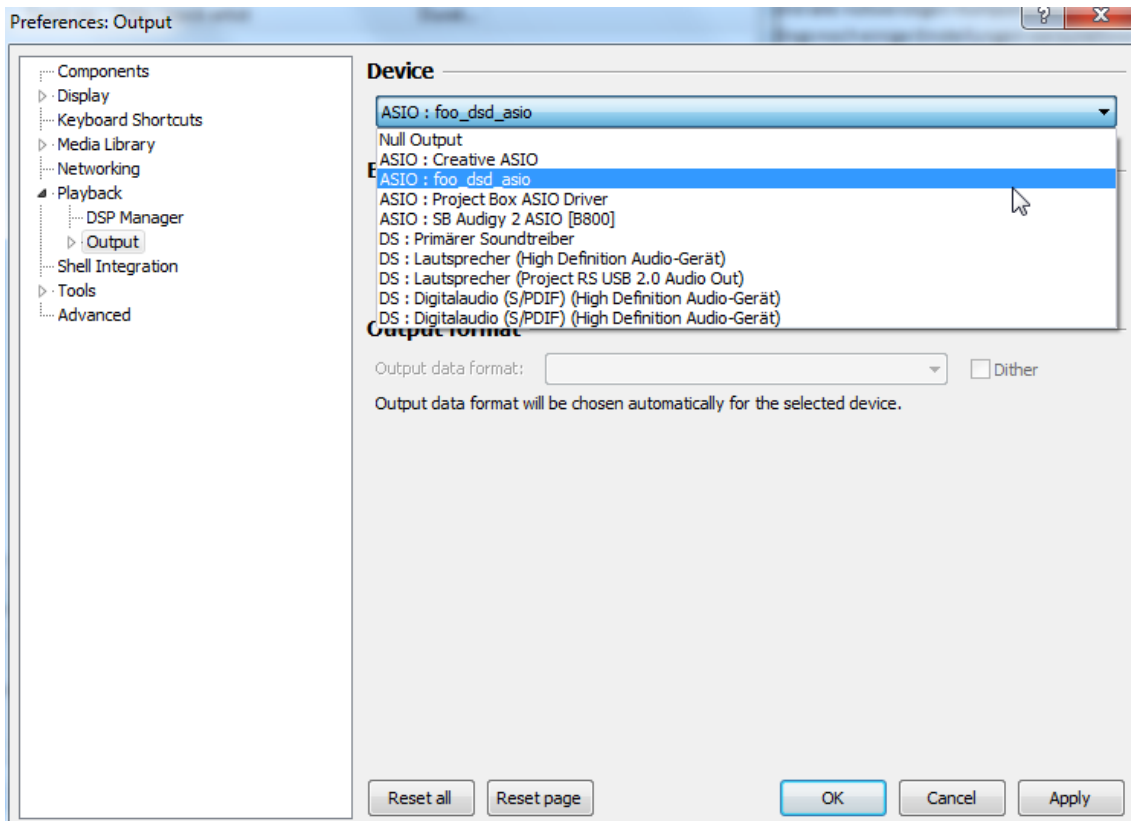 Preferences: Output
Components
Display
Keyboard Shortcuts
Media Library
Networking
Playback
DSP Manager
Output
Shell Integration
Tools
Advanced
Device
ASIO : foo_dsd_asio
Null Output
ASIO : Creative ASIO
ASIO : foo_dsd_asio
ASIO : Project Box ASIO Driver
ASIO : SB Audigy 2 ASIO [B800]
DS : Primärer Soundtreiber
DS : Lautsprecher (High Definition Audio-Gerät)
DS : Lautsprecher (Project RS USB 2.0 Audio Out)
DS : Digitalaudio (S/PDIF) (High Definition Audio-Gerät)
DS : Digitalaudio (S/PDIF) (High Definition Audio-Gerät)
Output format
Output data format:
Dither
Output data format will be chosen automatically for the selected device.
Reset all
Reset page
OK
Cancel
Apply